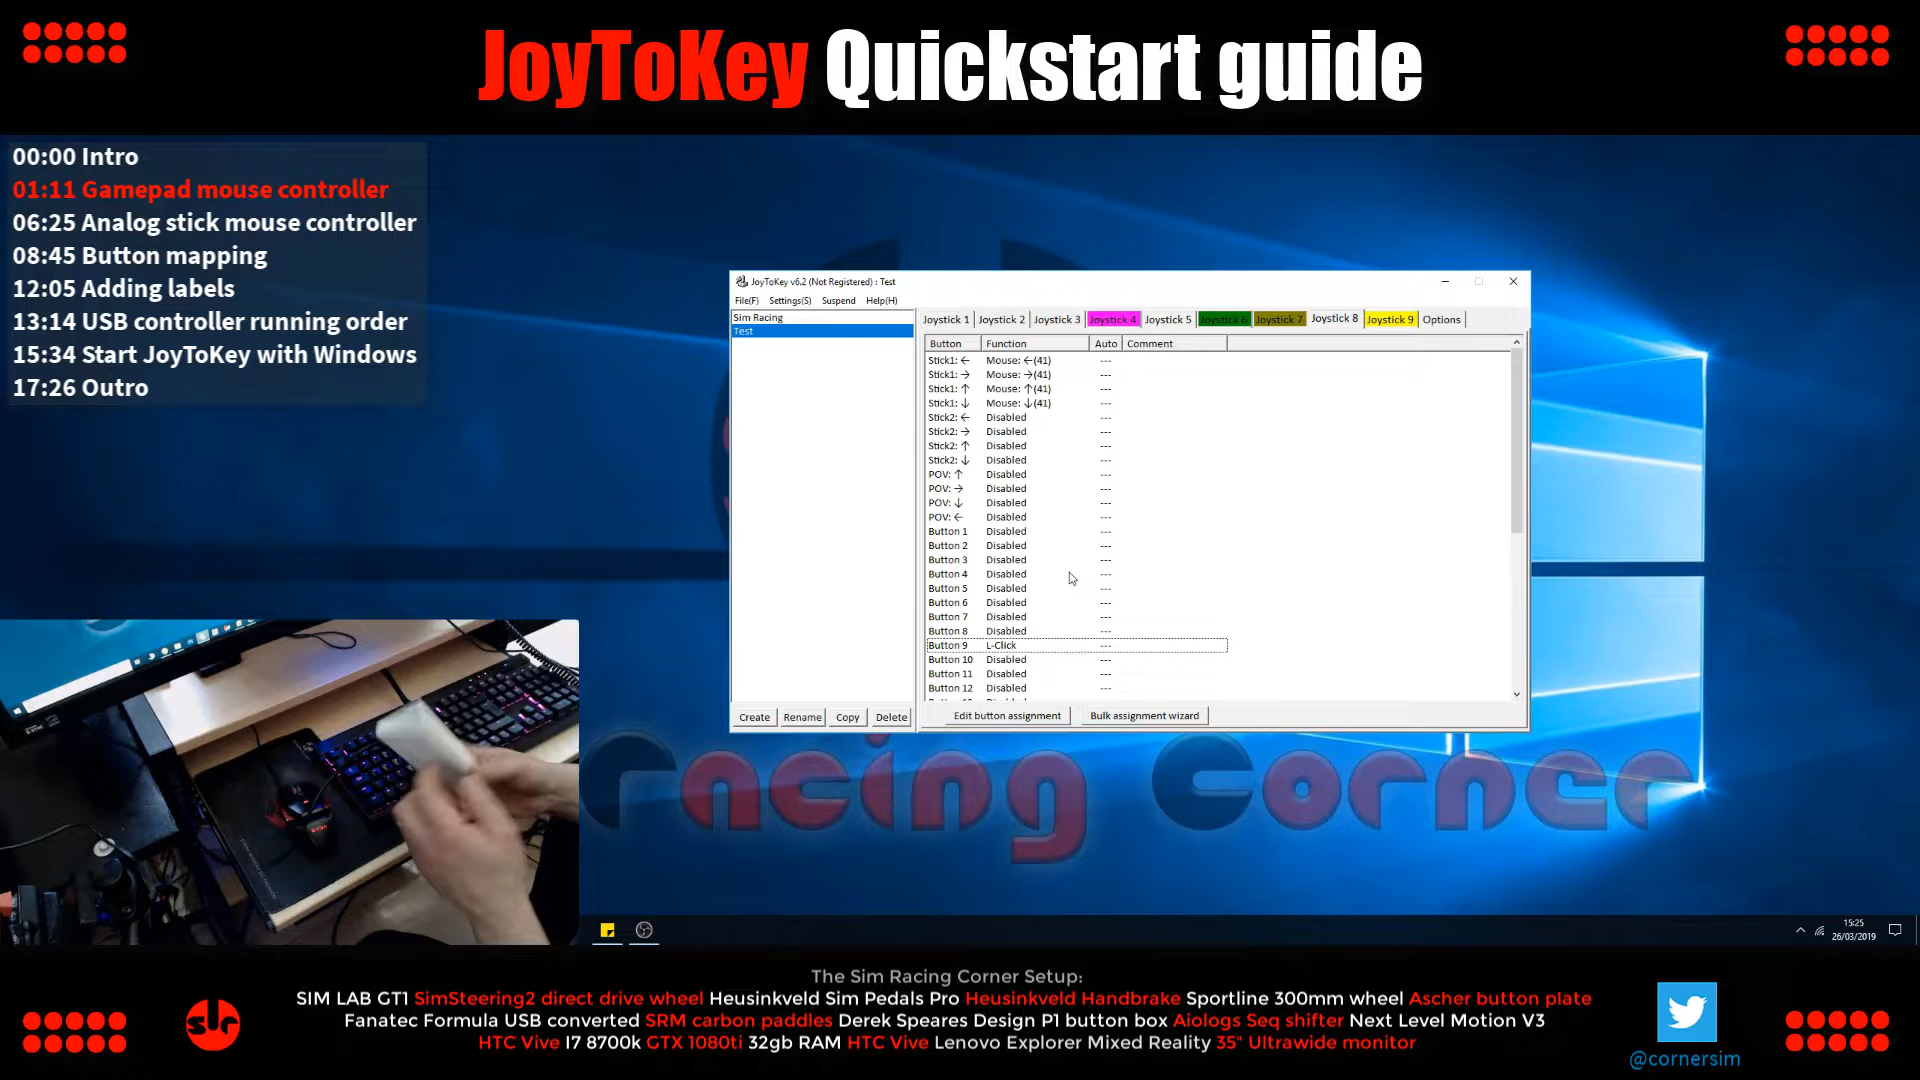 JoyToKey Quickstart guide
00:00 Intro
01:11 Gamepad mouse controller
06:25 Analog stick mouse controller
08:45 Button mapping
12:05 Adding labels
13:14 USB controller running order
15:34 Start JoyToKey with Windows
17:26 Outro
JoyToKey v6.2 (Not Registered) : Test
File(F) Settings(S) Suspend Help(H)
Sim Racing
Test
Joystick 1 Joystick 2 Joystick 3 Joystick 4 Joystick 5 Joystick 6 Joystick 7 Joystick 8 Joystick 9 Options
Button Function Auto Comment
Stick1: ← Mouse: ←(41) ---
Stick1: → Mouse: →(41) ---
Stick1: ↑ Mouse: ↑(41) ---
Stick1: ↓ Mouse: ↓(41) ---
Stick2: ← Disabled ---
Stick2: → Disabled ---
Stick2: ↑ Disabled ---
Stick2: ↓ Disabled ---
POV: ↑ Disabled ---
POV: → Disabled ---
POV: ↓ Disabled ---
POV: ← Disabled ---
Button 1 Disabled ---
Button 2 Disabled ---
Button 3 Disabled ---
Button 4 Disabled ---
Button 5 Disabled ---
Button 6 Disabled ---
Button 7 Disabled ---
Button 8 Disabled ---
Button 9 L-Click ---
Button 10 Disabled ---
Button 11 Disabled ---
Button 12 Disabled ---
Create Rename Copy Delete
Edit button assignment Bulk assignment wizard
racing corner
15:25
26/03/2019
The Sim Racing Corner Setup:
SIM LAB GT1 SimSteering2 direct drive wheel Heusinkveld Sim Pedals Pro Heusinkveld Handbrake Sportline 300mm wheel Ascher button plate
Fanatec Formula USB converted SRM carbon paddles Derek Speares Design P1 button box Aiologs Seq shifter Next Level Motion V3
HTC Vive I7 8700k GTX 1080ti 32gb RAM HTC Vive Lenovo Explorer Mixed Reality 35" Ultrawide monitor
@cornersim